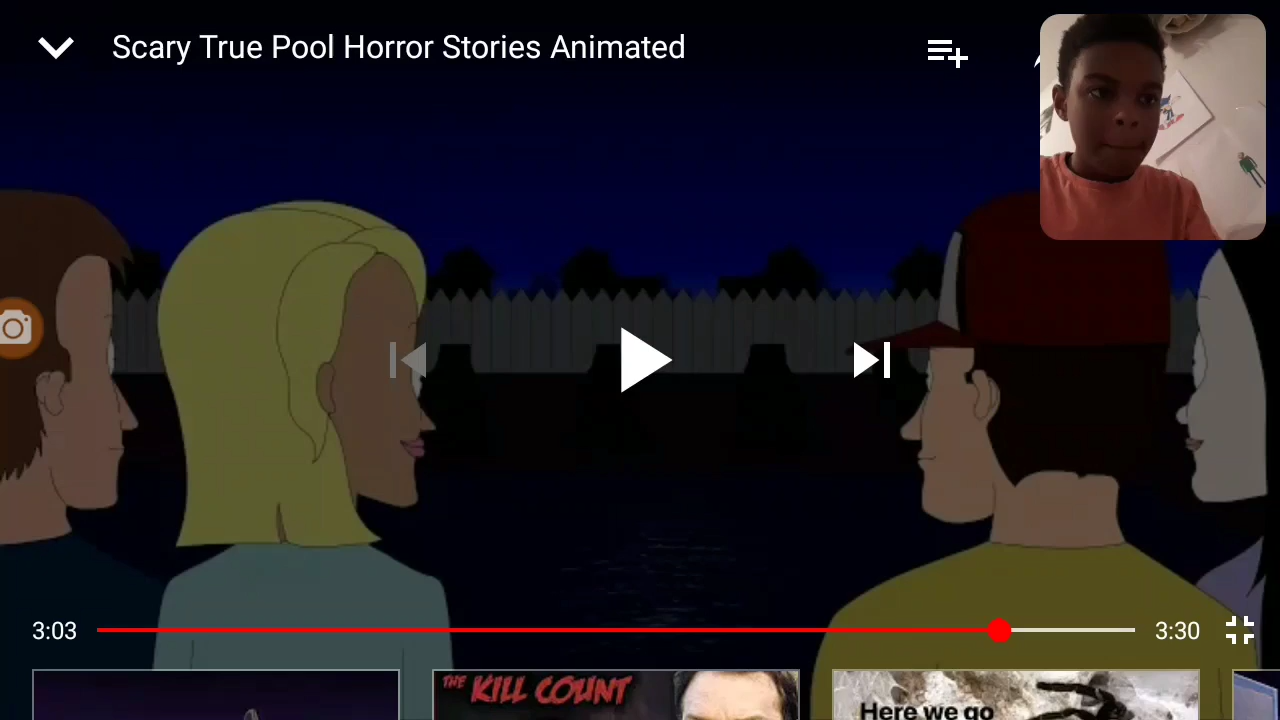 Scary True Pool Horror Stories Animated
3:03
3:30
THE KILL COUNT
Here we go